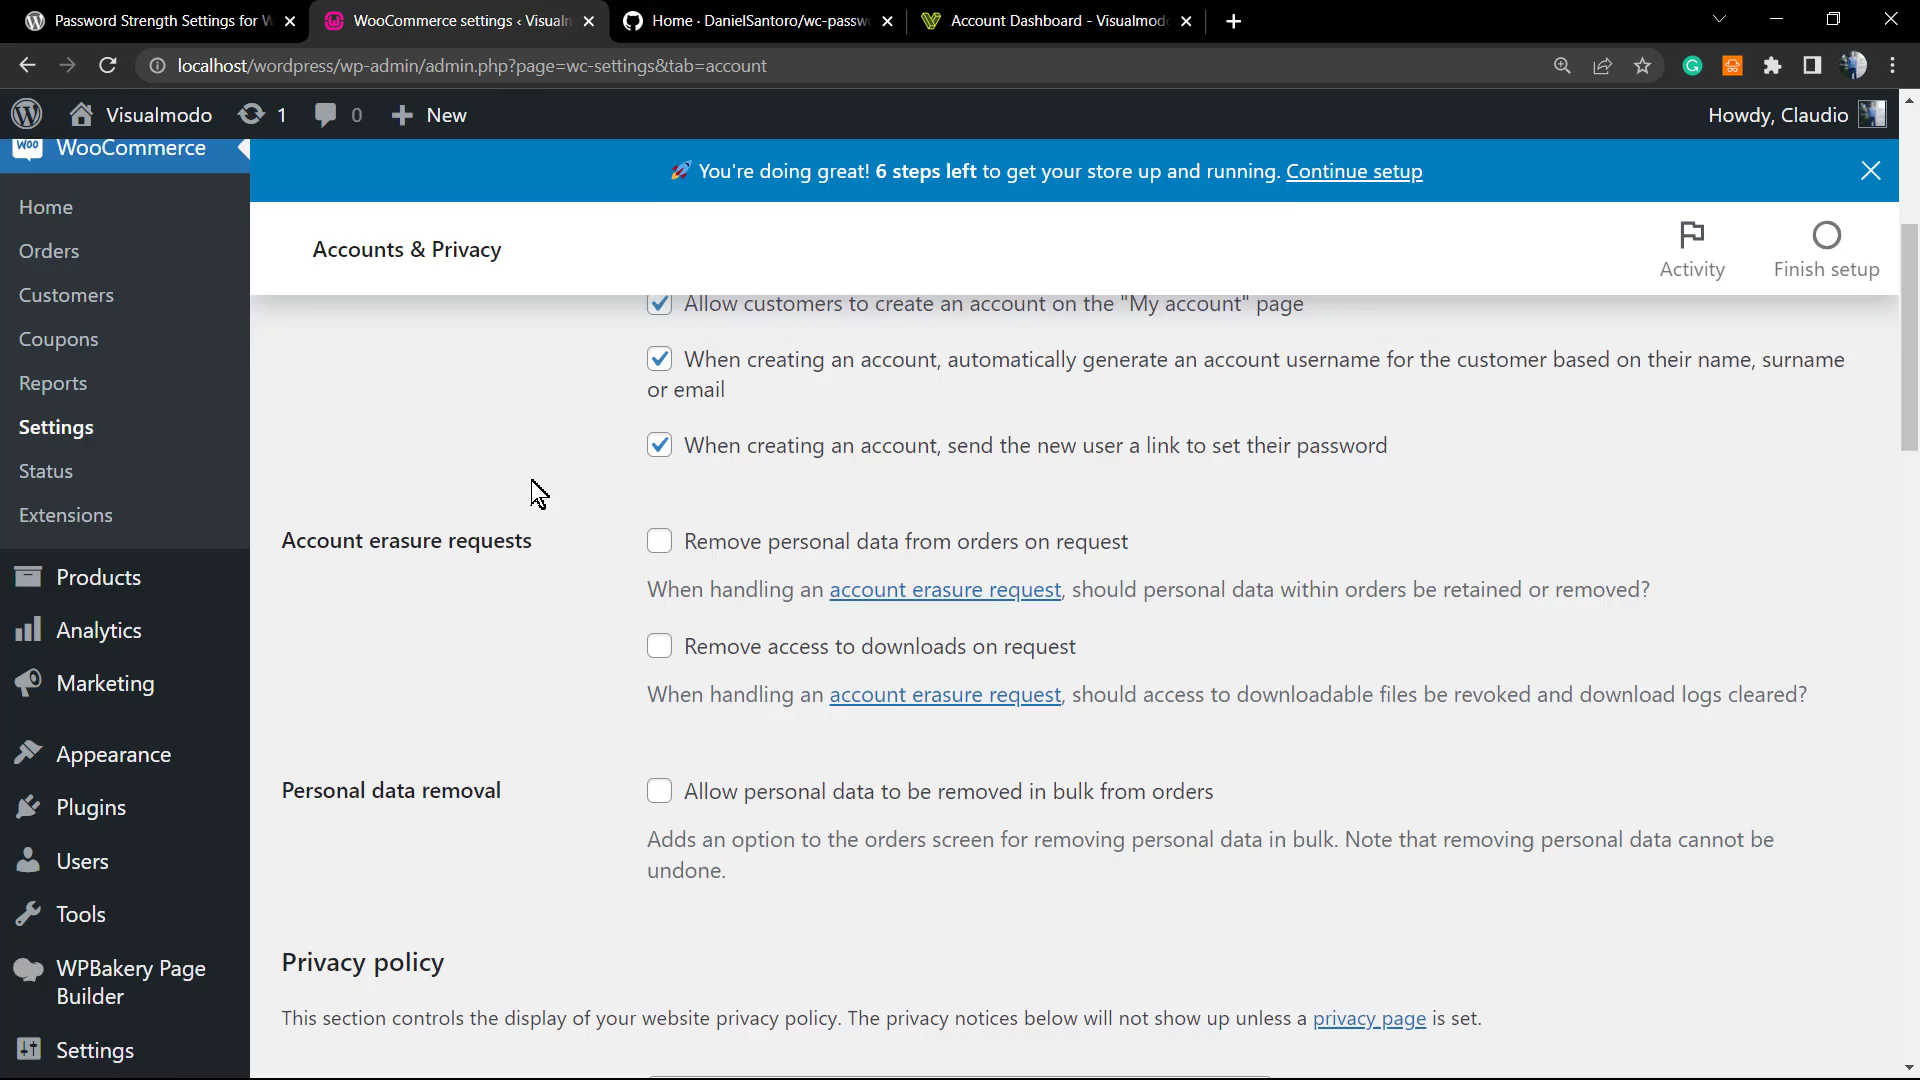 Password Strength Settings for W
WooCommerce settings ‹ Visualm
Home · DanielSantoro/wc-passw
Account Dashboard - Visualmod
localhost/wordpress/wp-admin/admin.php?page=wc-settings&tab=account
Visualmodo
1
0
New
Howdy, Claudio
WOO
WooCommerce
🚀 You're doing great! 6 steps left to get your store up and running. Continue setup
Home
Orders
Customers
Coupons
Reports
Settings
Status
Extensions
Products
Analytics
Marketing
Appearance
Plugins
Users
Tools
WPBakery Page
Builder
Settings
Accounts & Privacy
Activity
Finish setup
Allow customers to create an account on the "My account" page
When creating an account, automatically generate an account username for the customer based on their name, surname
or email
When creating an account, send the new user a link to set their password
Account erasure requests
Remove personal data from orders on request
When handling an account erasure request, should personal data within orders be retained or removed?
Remove access to downloads on request
When handling an account erasure request, should access to downloadable files be revoked and download logs cleared?
Personal data removal
Allow personal data to be removed in bulk from orders
Adds an option to the orders screen for removing personal data in bulk. Note that removing personal data cannot be
undone.
Privacy policy
This section controls the display of your website privacy policy. The privacy notices below will not show up unless a privacy page is set.